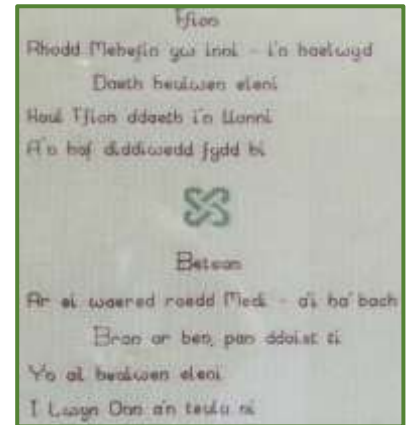 Ffion
Rhodd Mehefin yw inni - i'n haelwyd
Daeth heulwen eleni
Haul Ffion ddaeth i'n llonni
A'n haf diddiwedd fydd hi
Betsan
Ar ei waered roedd Medi - a'i ha' bach
Bron ar ben, pan ddoist ti
Yn ail heulwen eleni
I Lwyn Onn a'n teulu ni